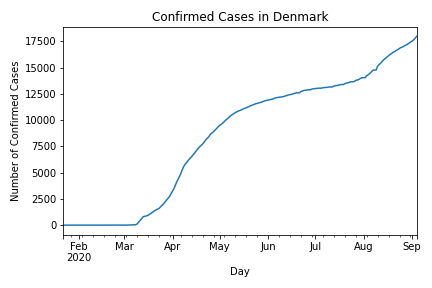 Confirmed Cases in Denmark
Number of Confirmed Cases
17500
15000
12500
10000
7500
5000
2500
0
Feb Mar Apr May Jun Jul Aug Sep
2020
Day